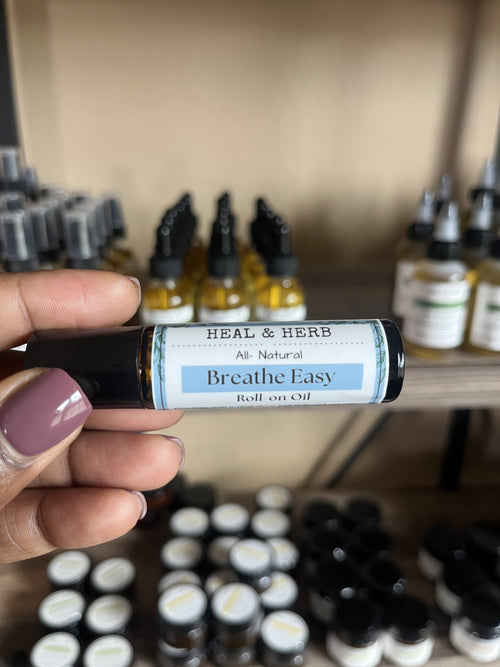 HEAL & HERB
All- Natural
Breathe Easy
Roll-on Oil